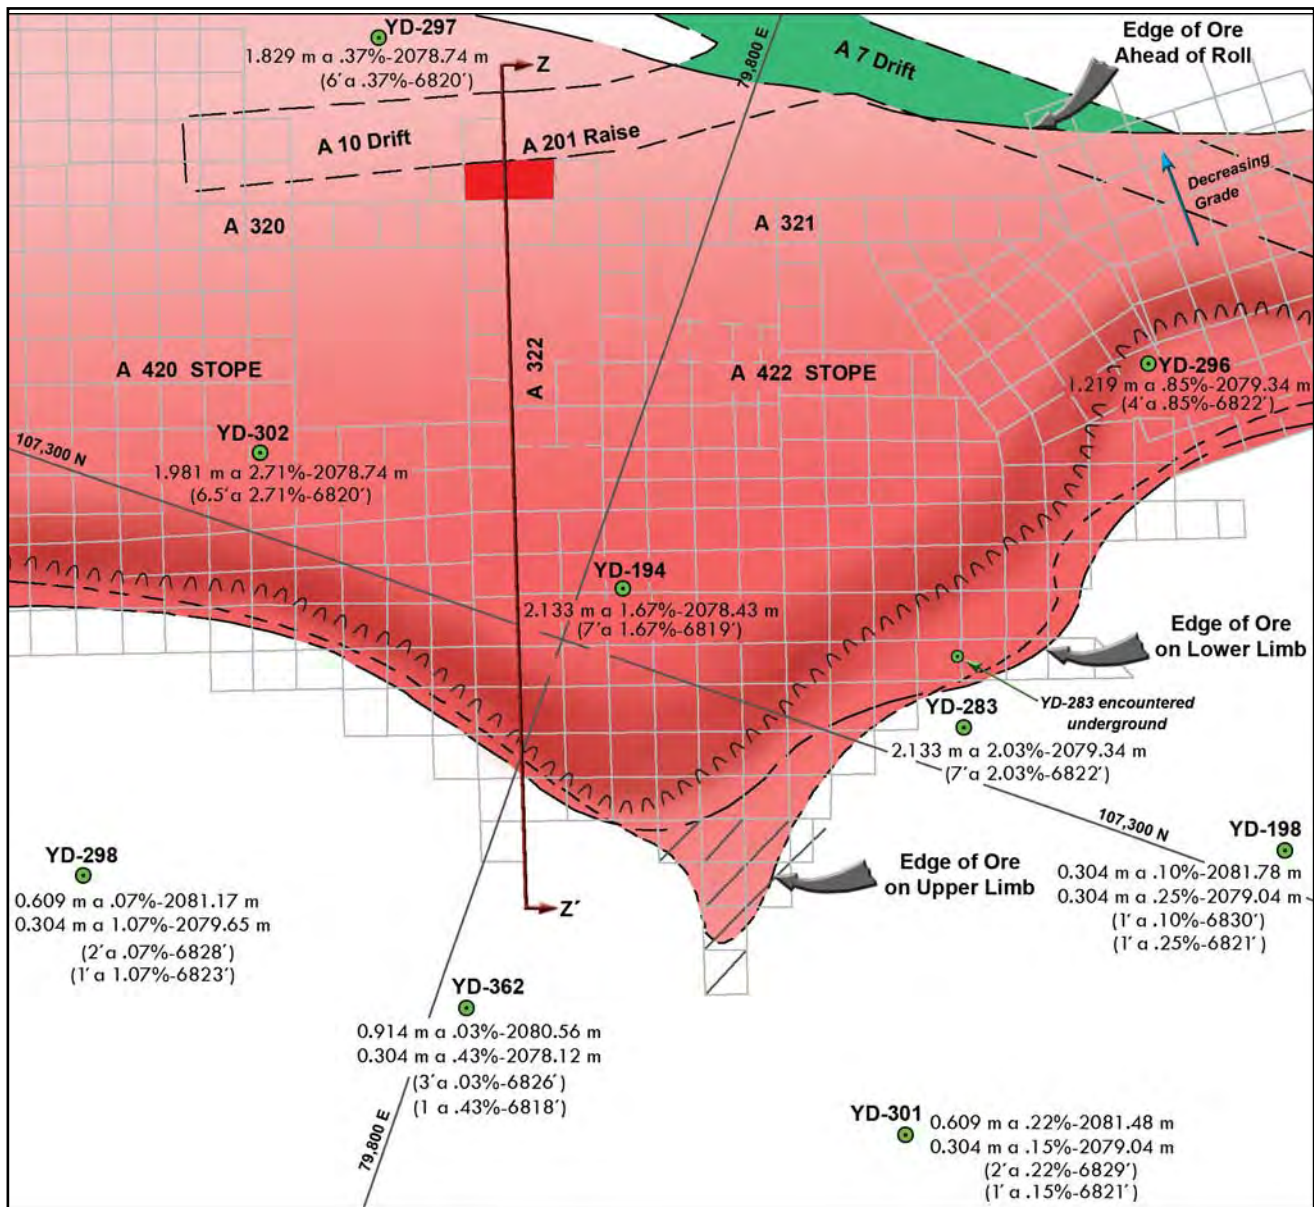 YD-297
1.829 m a .37%-2078.74 m
(6′a .37%-6820′)
Z
79,800 E
A 7 Drift
Edge of Ore
Ahead of Roll
A 10 Drift
A 201 Raise
Decreasing
Grade
A 320
A 321
A 322
A 420 STOPE
A 422 STOPE
YD-296
1.219 m a .85%-2079.34 m
(4′a .85%-6822′)
107,300 N
YD-302
1.981 m a 2.71%-2078.74 m
(6.5′a 2.71%-6820′)
YD-194
2.133 m a 1.67%-2078.43 m
(7′a 1.67%-6819′)
Edge of Ore
on Lower Limb
YD-283 encountered
underground
YD-283
2.133 m a 2.03%-2079.34 m
(7′a 2.03%-6822′)
107,300 N
YD-198
0.304 m a .10%-2081.78 m
0.304 m a .25%-2079.04 m
(1′a .10%-6830′)
(1′a .25%-6821′)
Edge of Ore
on Upper Limb
Z′
YD-298
0.609 m a .07%-2081.17 m
0.304 m a 1.07%-2079.65 m
(2′a .07%-6828′)
(1′a 1.07%-6823′)
YD-362
0.914 m a .03%-2080.56 m
0.304 m a .43%-2078.12 m
(3′a .03%-6826′)
(1 a .43%-6818′)
79,800 E
YD-301
0.609 m a .22%-2081.48 m
0.304 m a .15%-2079.04 m
(2′a .22%-6829′)
(1′a .15%-6821′)